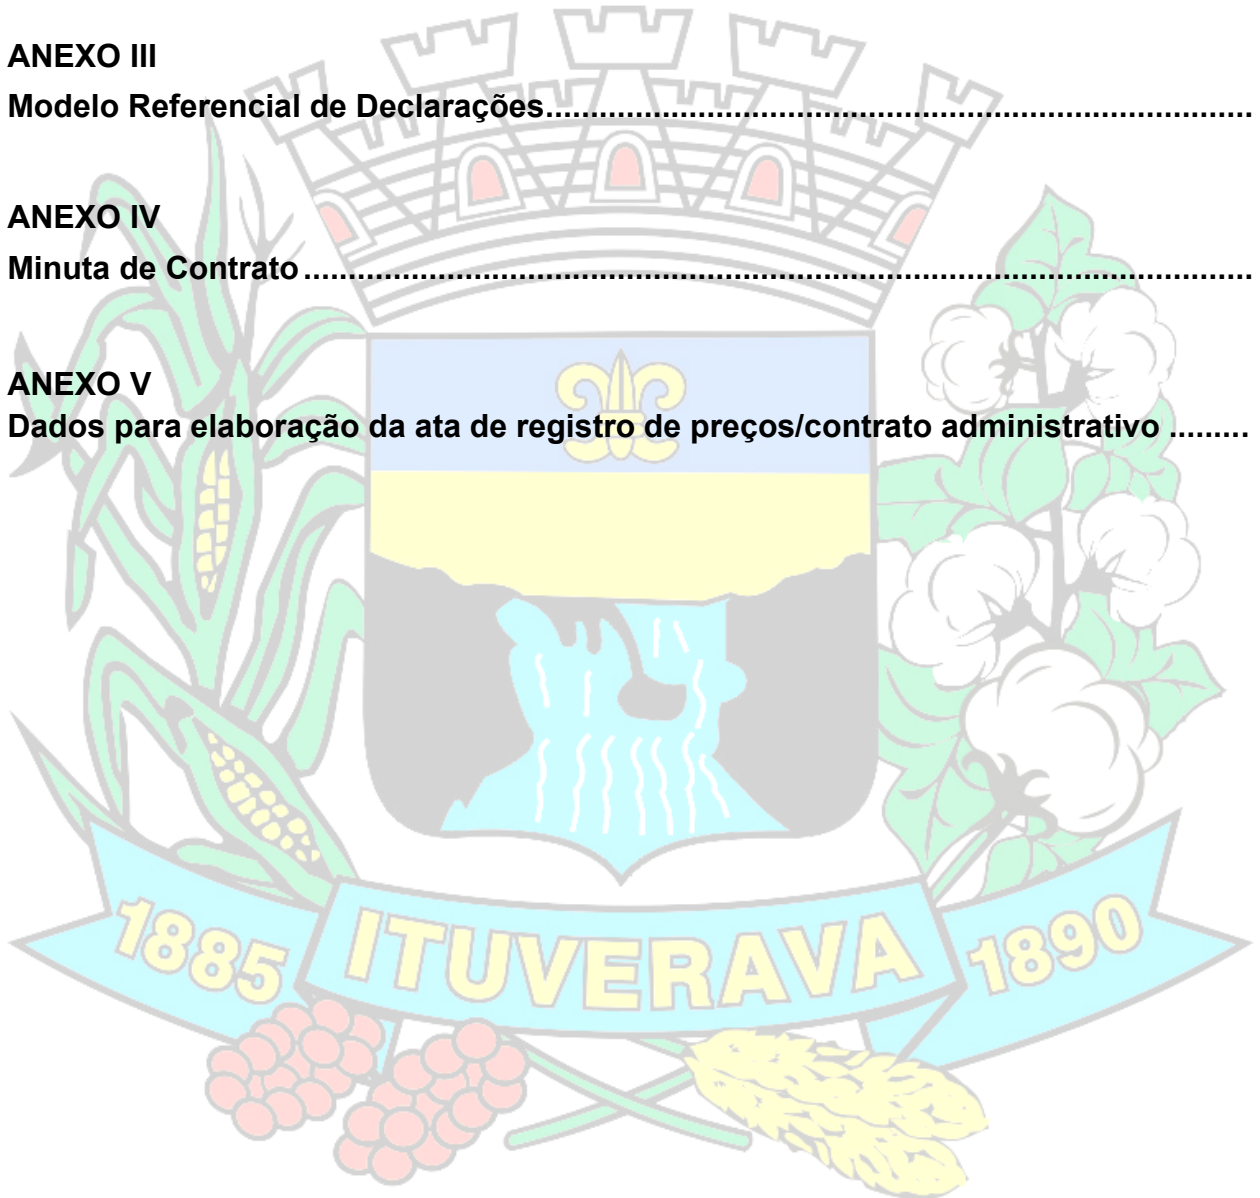 ANEXO III
Modelo Referencial de Declarações...............................................................................
ANEXO IV
Minuta de Contrato..........................................................................................................
ANEXO V
Dados para elaboração da ata de registro de preços/contrato administrativo .........
1885 ITUVERAVA 1890